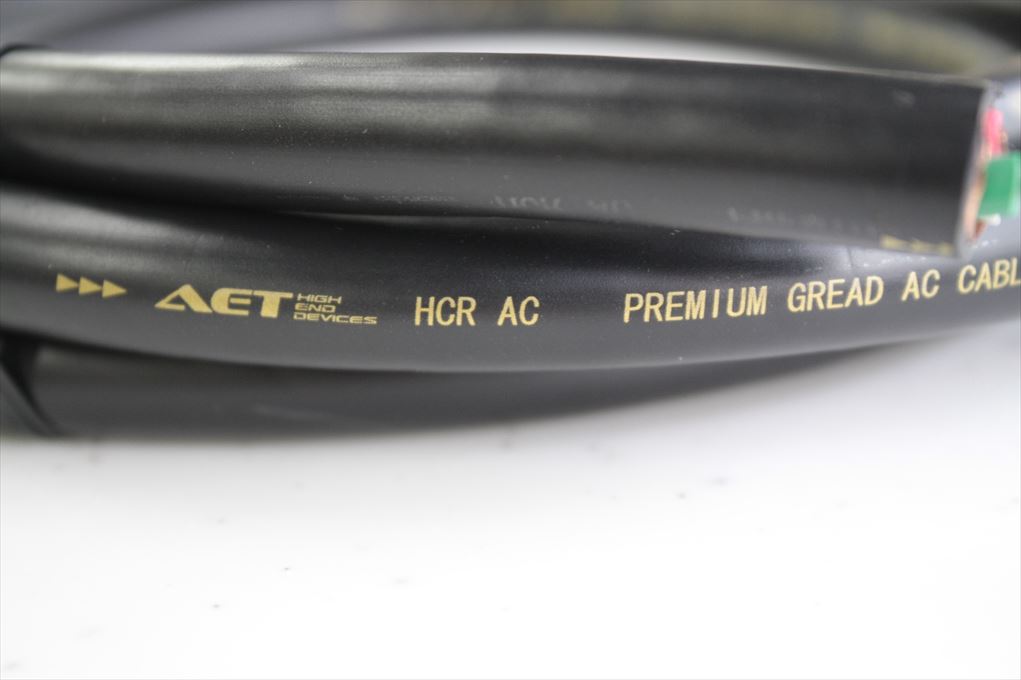 ▶▶▶ AET HIGH END DEVICES HCR AC PREMIUM GREAD AC CABL